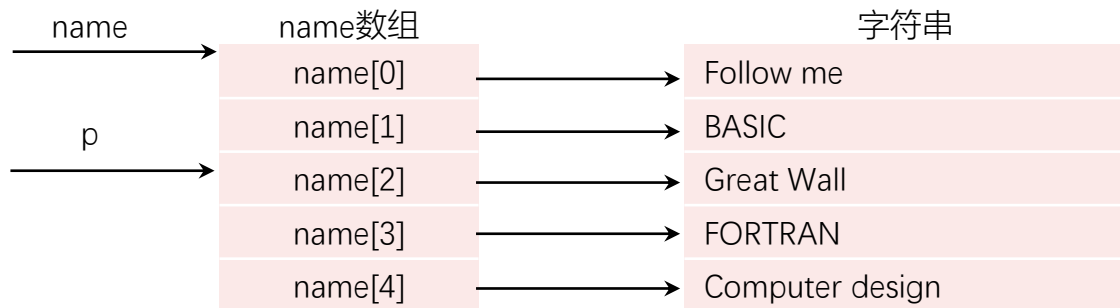 name name数组 字符串
name[0] Follow me
p name[1] BASIC
name[2] Great Wall
name[3] FORTRAN
name[4] Computer design